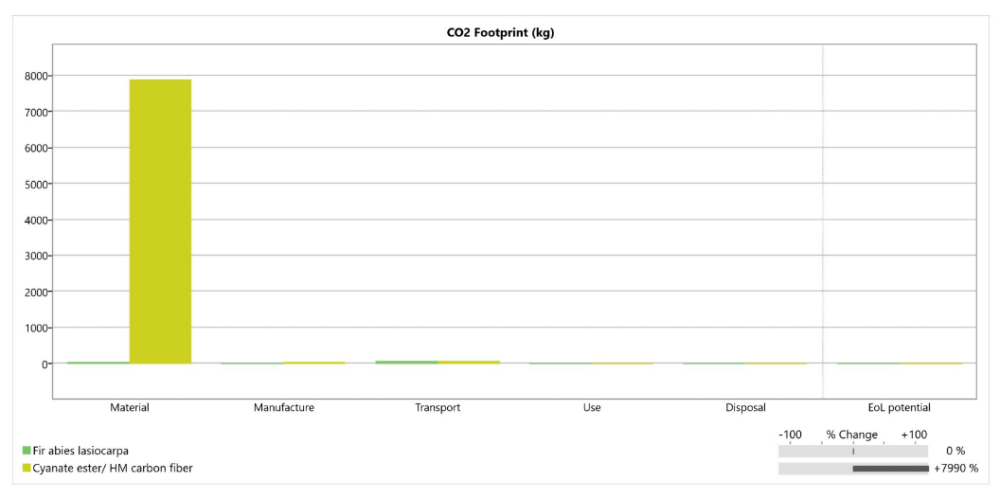 CO2 Footprint (kg)
8000
7000
6000
5000
4000
3000
2000
1000
0
Material Manufacture Transport Use Disposal EoL potential
-100 % Change +100
Fir abies lasiocarpa 0 %
Cyanate ester/ HM carbon fiber +7990 %